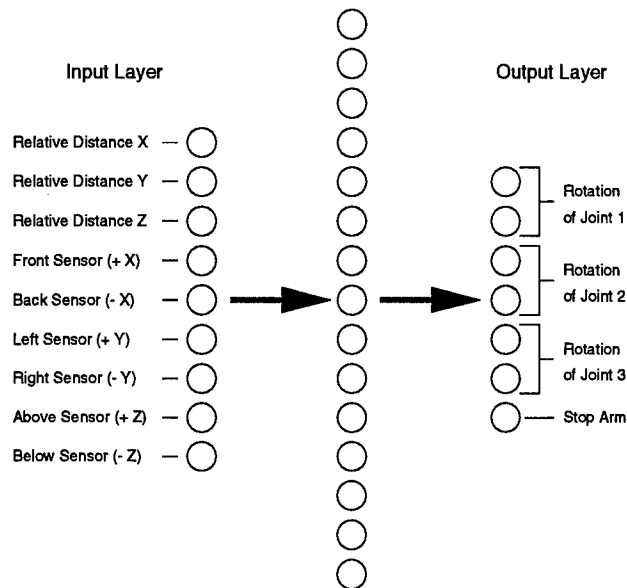 Input Layer
Output Layer
Relative Distance X
Relative Distance Y
Relative Distance Z
Front Sensor (+ X)
Back Sensor (- X)
Left Sensor (+ Y)
Right Sensor (- Y)
Above Sensor (+ Z)
Below Sensor (- Z)
Rotation
of Joint 1
Rotation
of Joint 2
Rotation
of Joint 3
Stop Arm